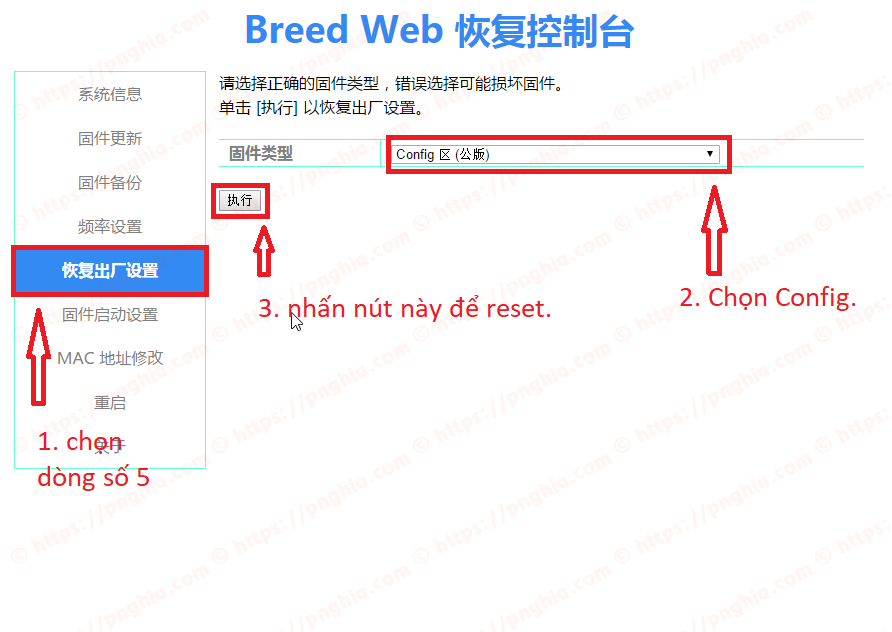 Breed Web 恢复控制台
系统信息
固件更新
固件备份
频率设置
恢复出厂设置
固件启动设置
MAC 地址修改
重启
关于
请选择正确的固件类型，错误选择可能损坏固件。
单击 [执行] 以恢复出厂设置。
固件类型
Config 区 (公版)
执行
1. chọn
dòng số 5
2. Chọn Config.
3. nhấn nút này để reset.
© https://pnghia.com